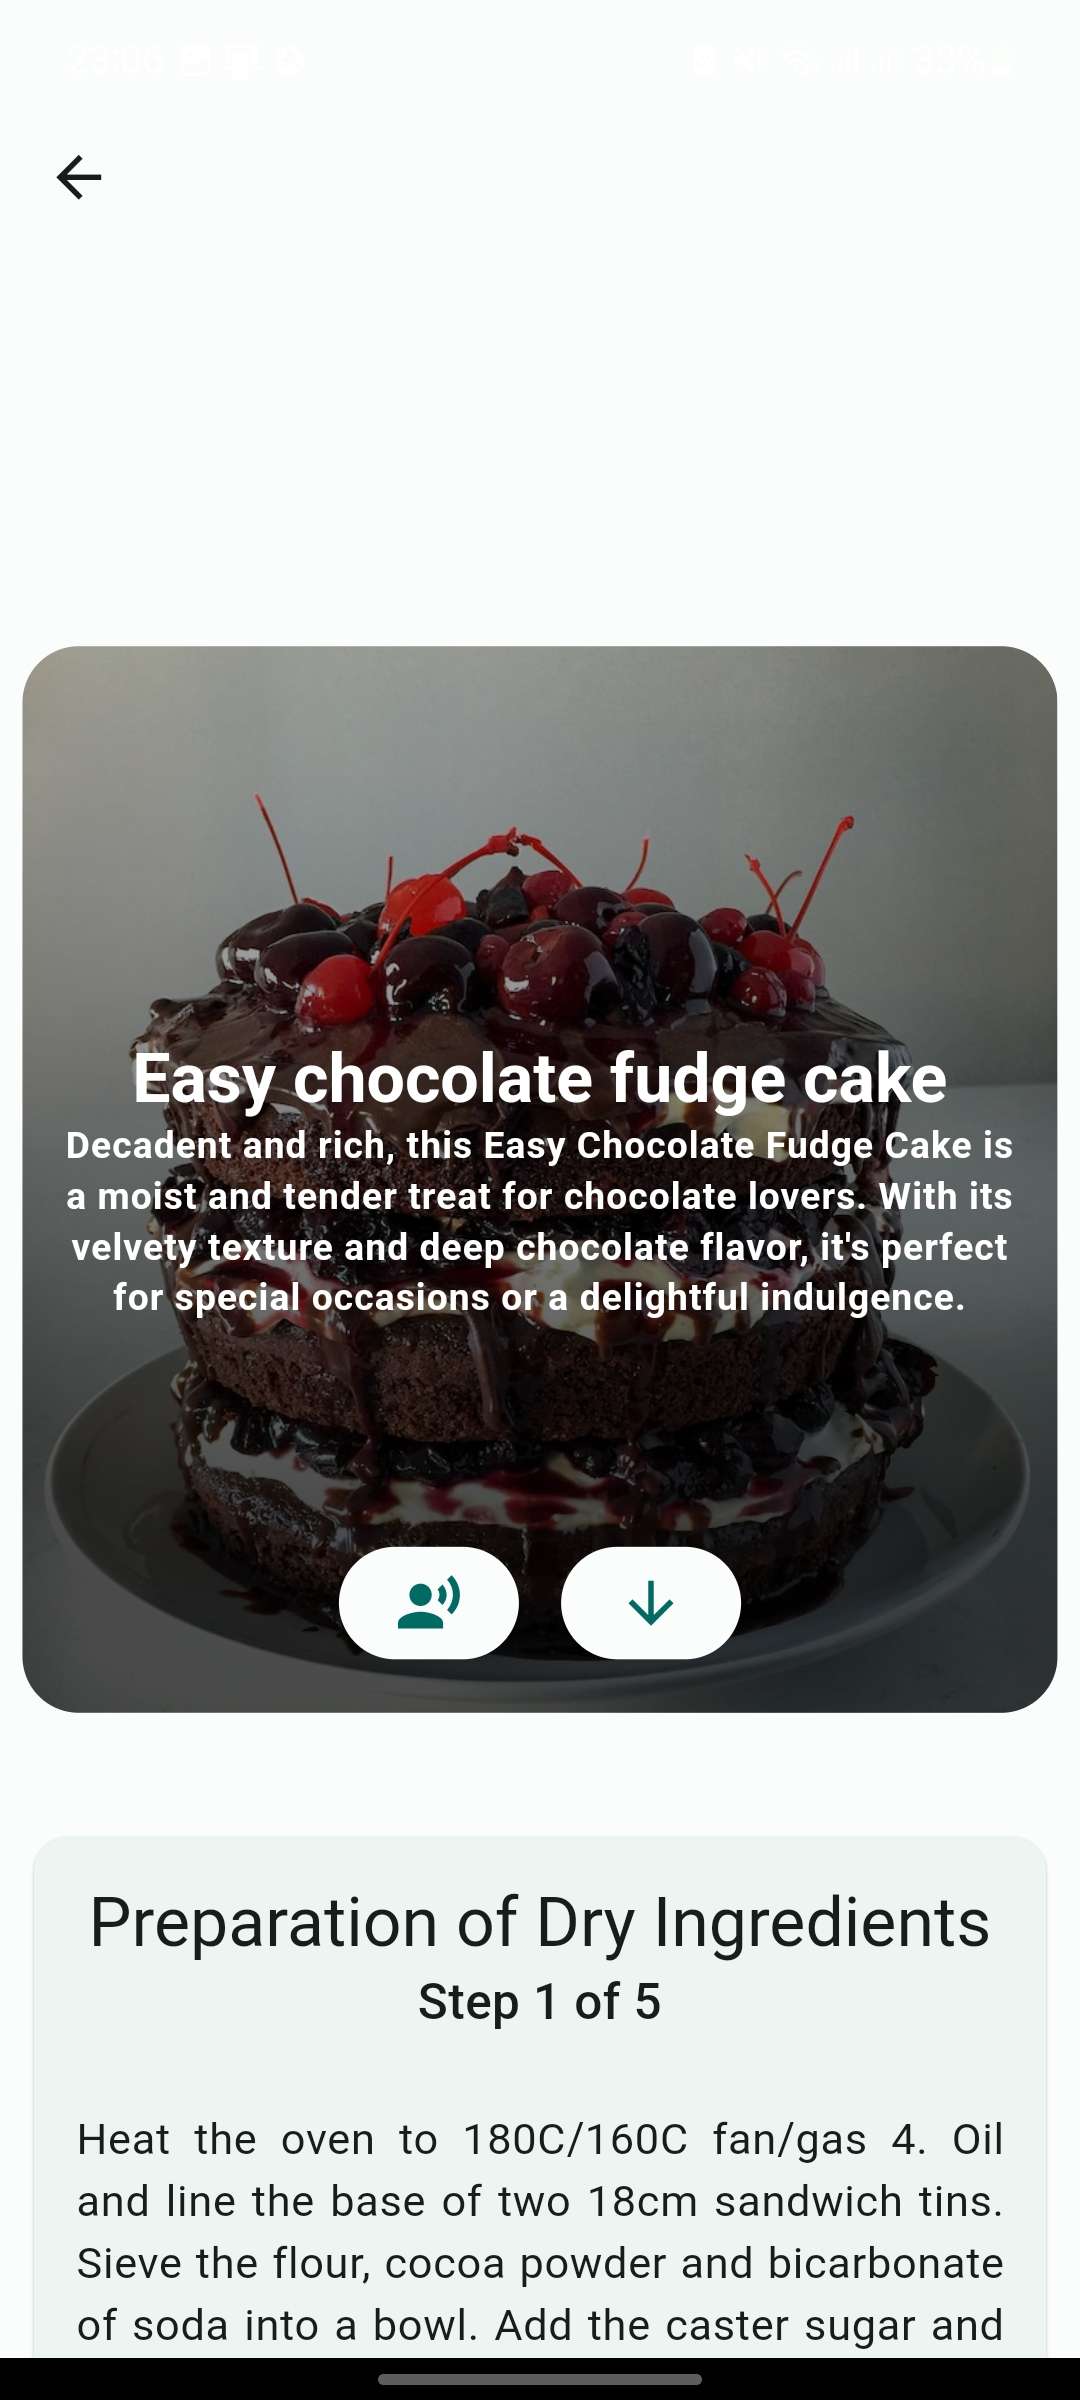 23:06
33%
Easy chocolate fudge cake
Decadent and rich, this Easy Chocolate Fudge Cake is
a moist and tender treat for chocolate lovers. With its
velvety texture and deep chocolate flavor, it's perfect
for special occasions or a delightful indulgence.
Preparation of Dry Ingredients
Step 1 of 5
Heat the oven to 180C/160C fan/gas 4. Oil
and line the base of two 18cm sandwich tins.
Sieve the flour, cocoa powder and bicarbonate
of soda into a bowl. Add the caster sugar and